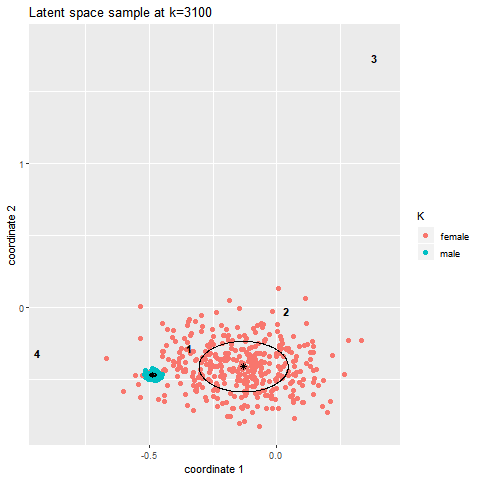 Latent space sample at k=3100
3
1
K
female
male
coordinate 2
0
2
1
4
-0.5
0.0
coordinate 1